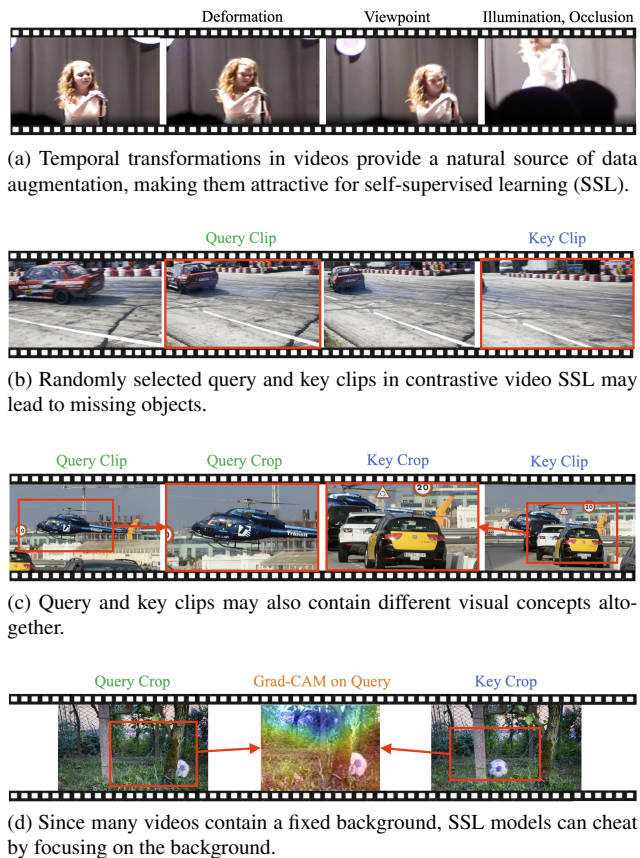 Deformation Viewpoint Illumination, Occlusion
(a) Temporal transformations in videos provide a natural source of data
augmentation, making them attractive for self-supervised learning (SSL).
Query Clip Key Clip
(b) Randomly selected query and key clips in contrastive video SSL may
lead to missing objects.
Query Clip Query Crop Key Crop Key Clip
20
20
Transit
(c) Query and key clips may also contain different visual concepts alto-
gether.
Query Crop Grad-CAM on Query Key Crop
(d) Since many videos contain a fixed background, SSL models can cheat
by focusing on the background.